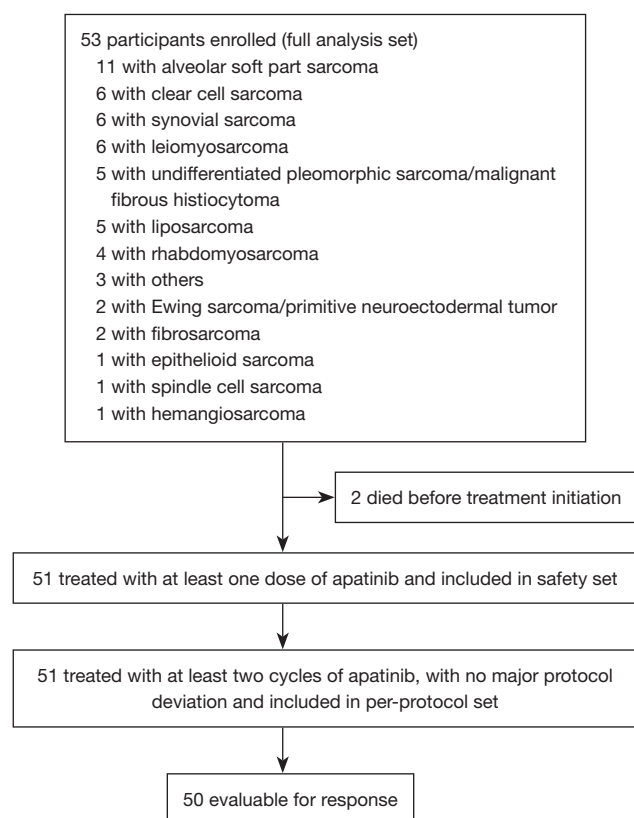 53 participants enrolled (full analysis set)
11 with alveolar soft part sarcoma
6 with clear cell sarcoma
6 with synovial sarcoma
6 with leiomyosarcoma
5 with undifferentiated pleomorphic sarcoma/malignant
fibrous histiocytoma
5 with liposarcoma
4 with rhabdomyosarcoma
3 with others
2 with Ewing sarcoma/primitive neuroectodermal tumor
2 with fibrosarcoma
1 with epithelioid sarcoma
1 with spindle cell sarcoma
1 with hemangiosarcoma
2 died before treatment initiation
51 treated with at least one dose of apatinib and included in safety set
51 treated with at least two cycles of apatinib, with no major protocol
deviation and included in per-protocol set
50 evaluable for response